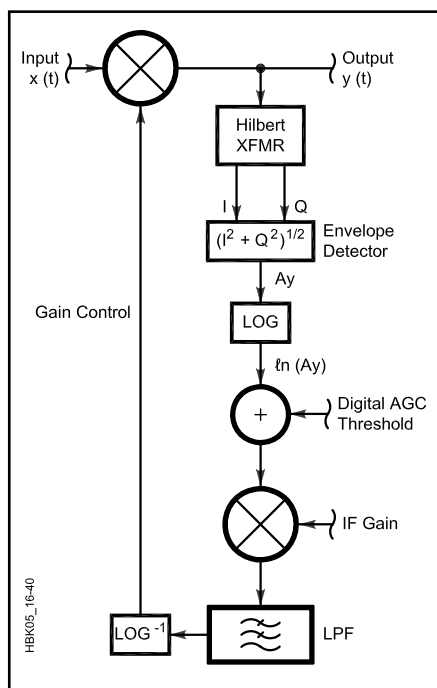 Input
x (t)
Output
y (t)
Hilbert
XFMR
I
Q
(I² + Q²)¹/²
Envelope
Detector
Ay
Gain Control
LOG
ℓn (Ay)
+
Digital AGC
Threshold
IF Gain
LOG⁻¹
LPF
HBK05_16-40